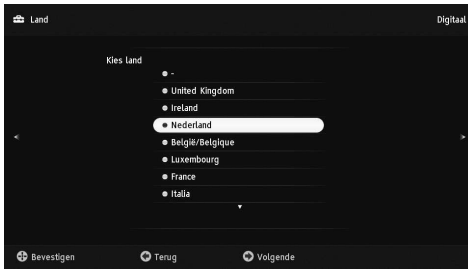 Land Digitaal
Kies land
-
United Kingdom
Ireland
Nederland
België/Belgique
Luxembourg
France
Italia
Bevestigen Terug Volgende